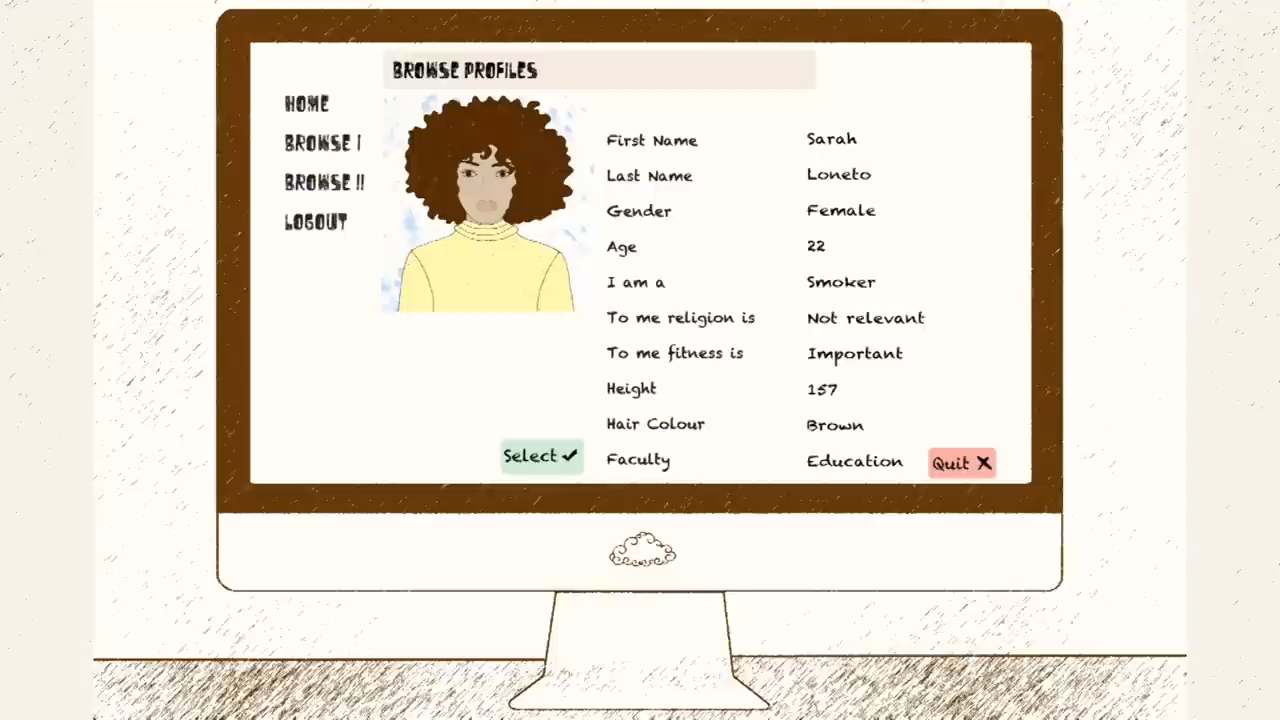 BROWSE PROFILES
HOME
BROWSE I
BROWSE II
LOGOUT
First Name Sarah
Last Name Loneto
Gender Female
Age 22
I am a Smoker
To me religion is Not relevant
To me fitness is Important
Height 157
Hair Colour Brown
Faculty Education
Select ✔
Quit X